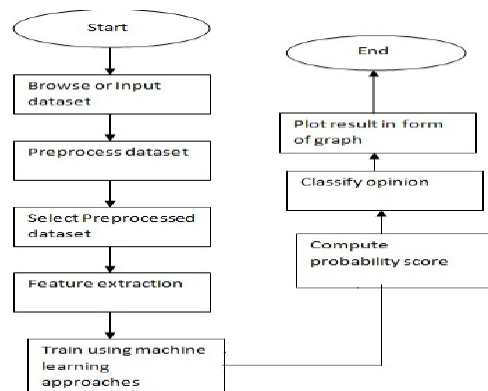 Start
Browse or Input
dataset
Preprocess dataset
Select Preprocessed
dataset
Feature extraction
Train using machine
learning
approaches
Compute
probability score
Classify opinion
Plot result in form
of graph
End